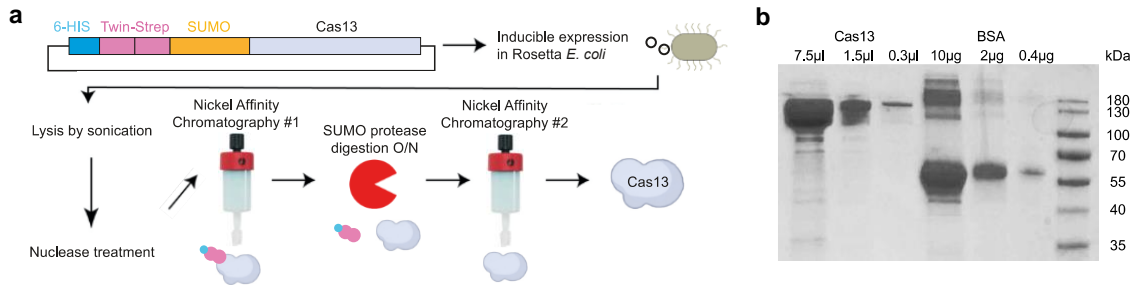 a
6-HIS Twin-Strep SUMO Cas13
Inducible expression
in Rosetta E. coli
Lysis by sonication
Nuclease treatment
Nickel Affinity
Chromatography #1
SUMO protease
digestion O/N
Nickel Affinity
Chromatography #2
Cas13
b
Cas13 BSA
7.5µl 1.5µl 0.3µl 10µg 2µg 0.4µg kDa
180
130
100
70
55
40
35